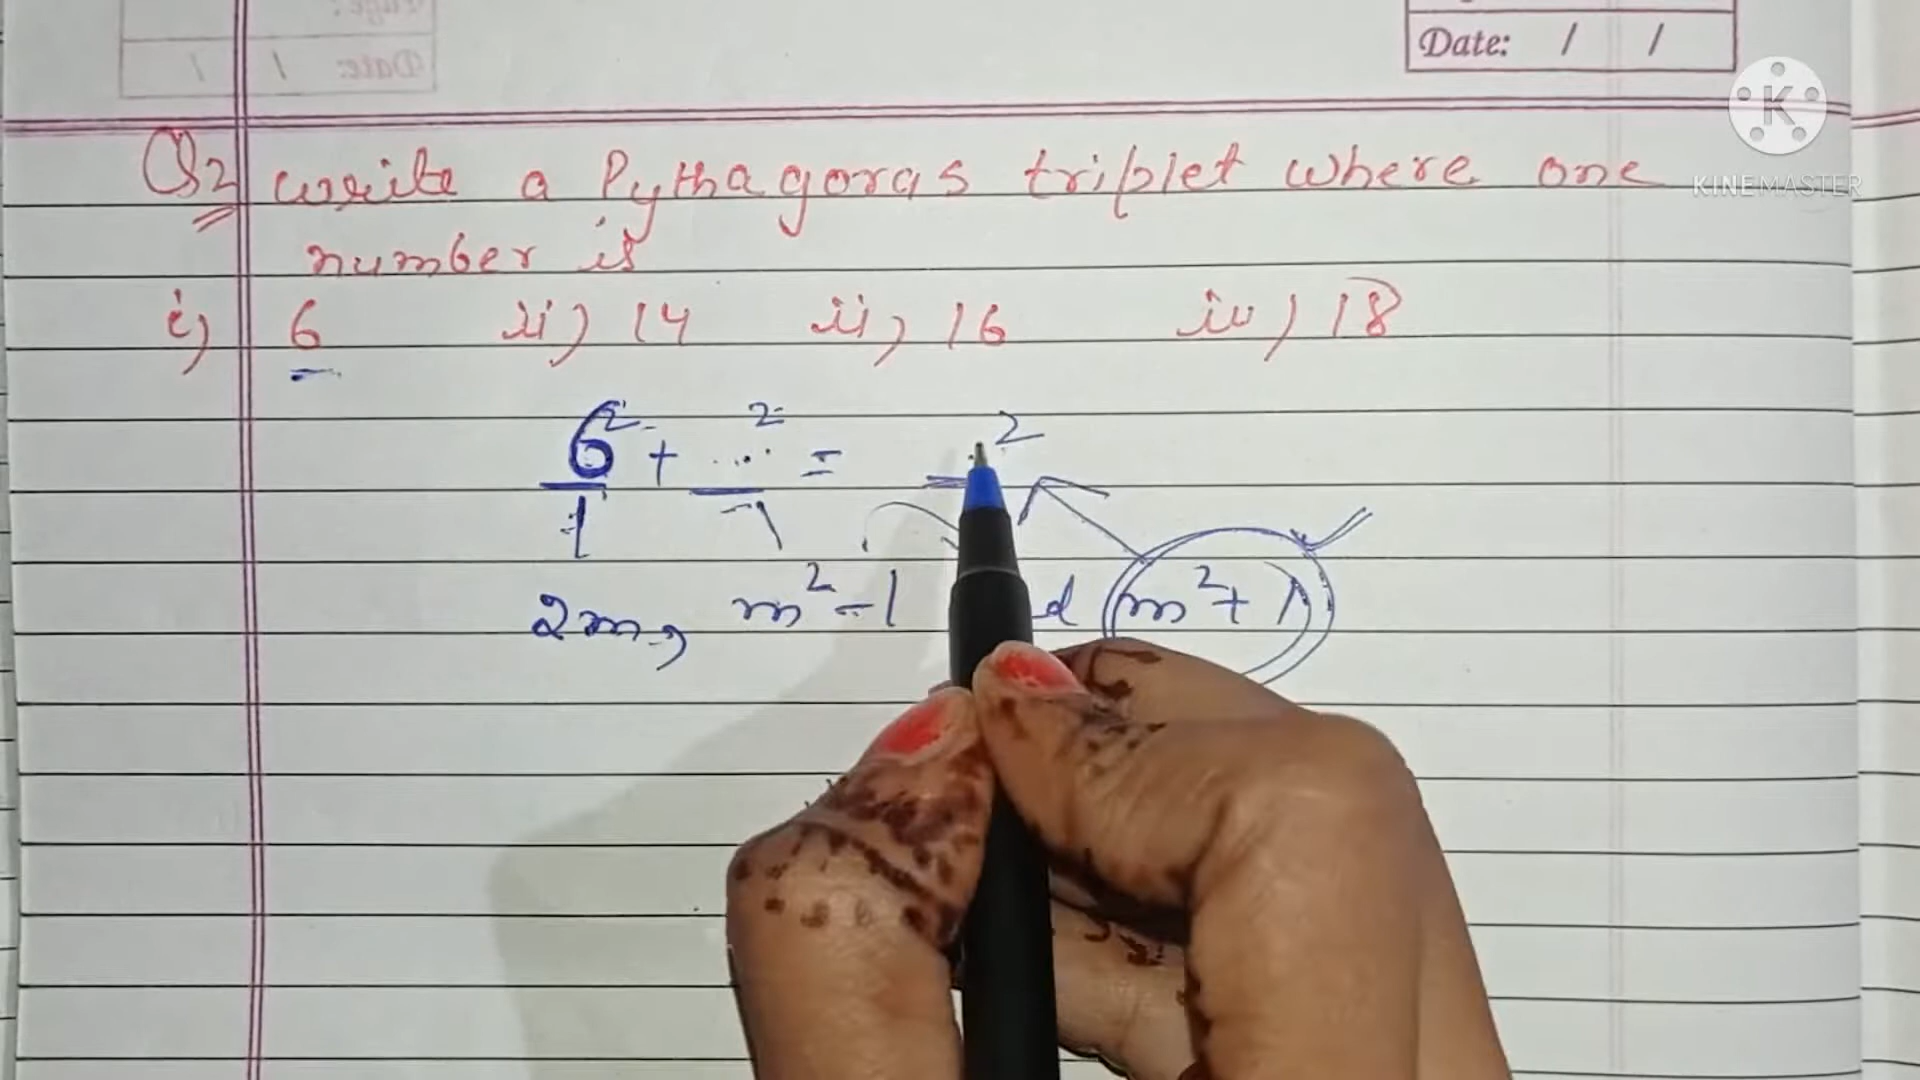 Date: / /
K
KINEMASTER
Q2 write a Pythagoras triplet where one
number is
i) 6 ii) 14 ii) 16 iv) 18
6² + ...² = ²
2m, m²-1 d m²+1